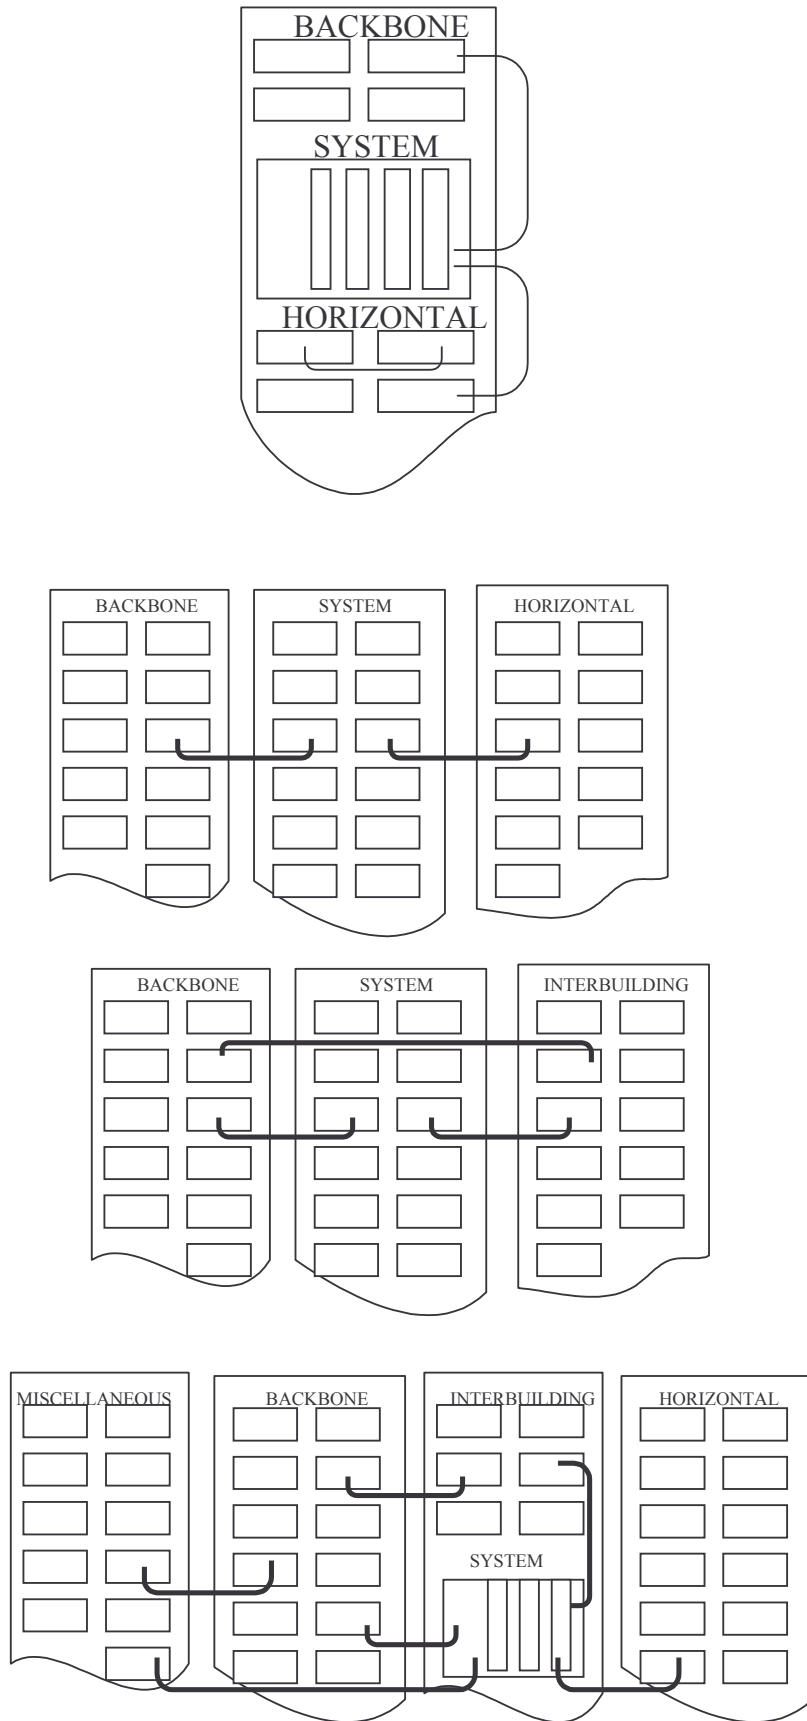 BACKBONE
SYSTEM
HORIZONTAL
BACKBONE SYSTEM HORIZONTAL
BACKBONE SYSTEM INTERBUILDING
MISCELLANEOUS BACKBONE INTERBUILDING HORIZONTAL
SYSTEM